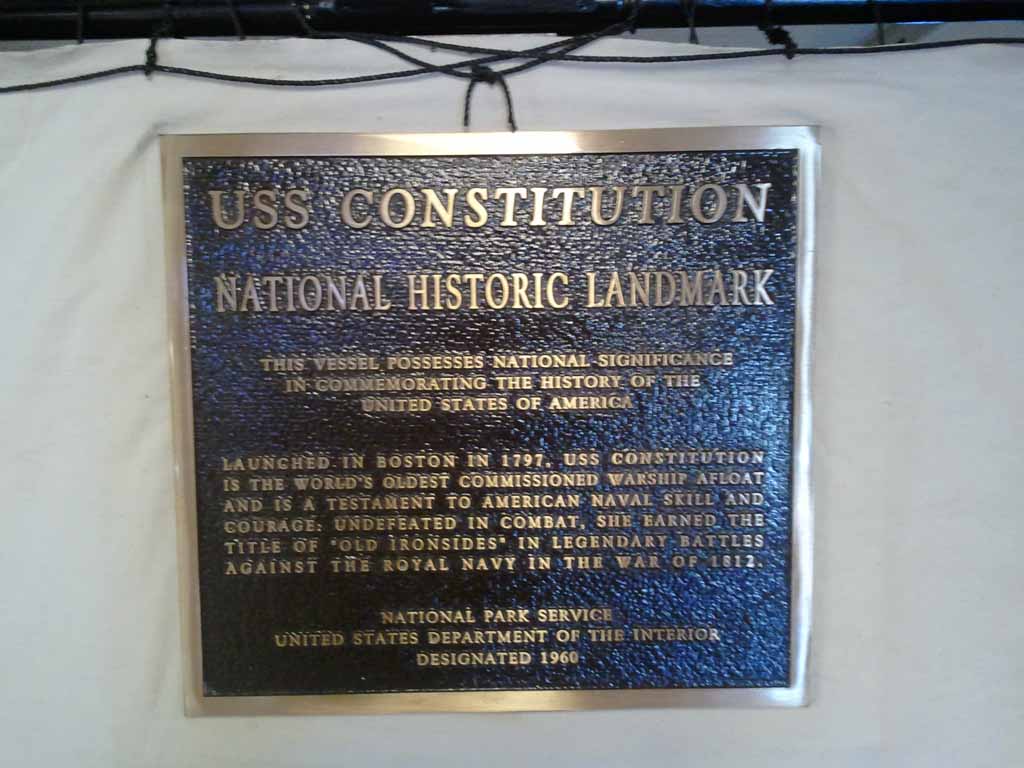 USS CONSTITUTION
NATIONAL HISTORIC LANDMARK
THIS VESSEL POSSESSES NATIONAL SIGNIFICANCE
IN COMMEMORATING THE HISTORY OF THE
UNITED STATES OF AMERICA
LAUNCHED IN BOSTON IN 1797, USS CONSTITUTION
IS THE WORLD'S OLDEST COMMISSIONED WARSHIP AFLOAT
AND IS A TESTAMENT TO AMERICAN NAVAL SKILL AND
COURAGE; UNDEFEATED IN COMBAT, SHE EARNED THE
TITLE OF "OLD IRONSIDES" IN LEGENDARY BATTLES
AGAINST THE ROYAL NAVY IN THE WAR OF 1812.
NATIONAL PARK SERVICE
UNITED STATES DEPARTMENT OF THE INTERIOR
DESIGNATED 1960